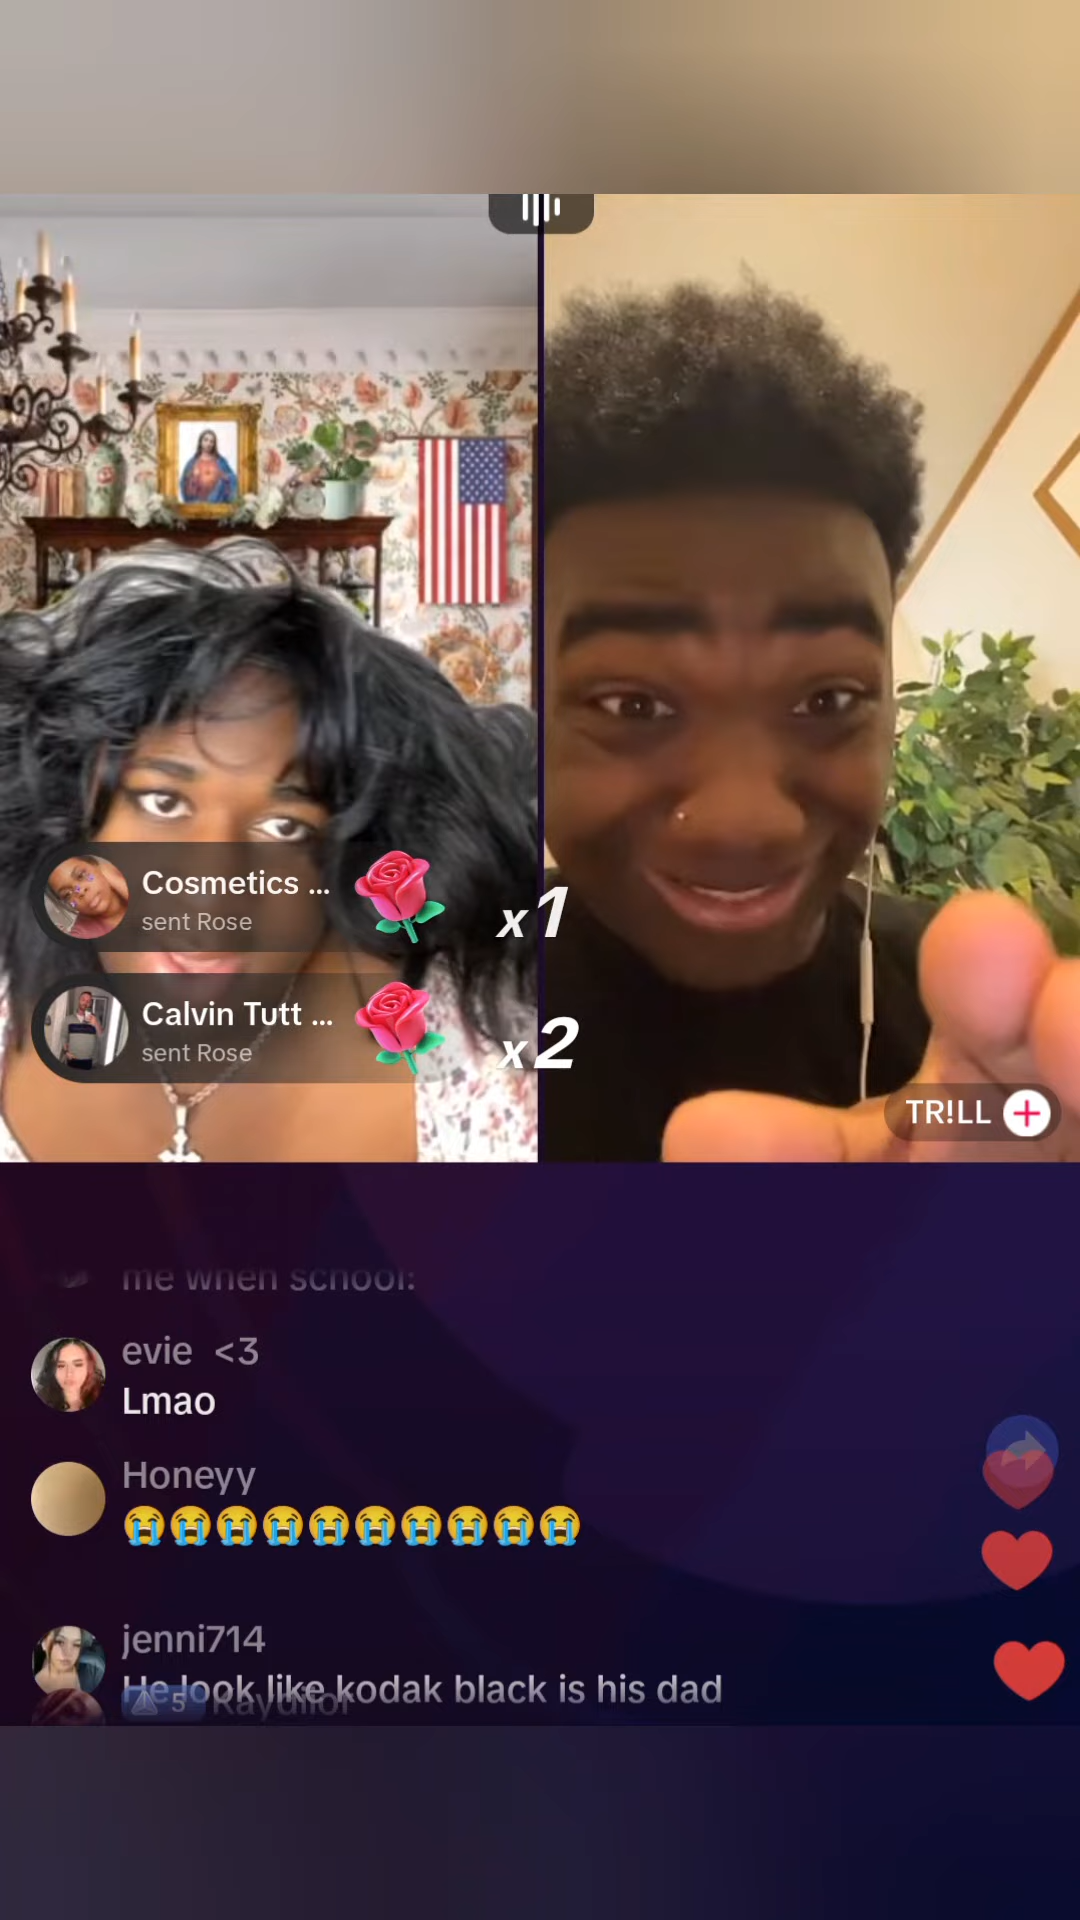 Cosmetics ...
sent Rose
x1
Calvin Tutt ...
sent Rose
x2
TR!LL
me when school:
evie <3
Lmao
Honeyy
😭😭😭😭😭😭😭😭😭😭
jenni714
He look like kodak black is his dad
5